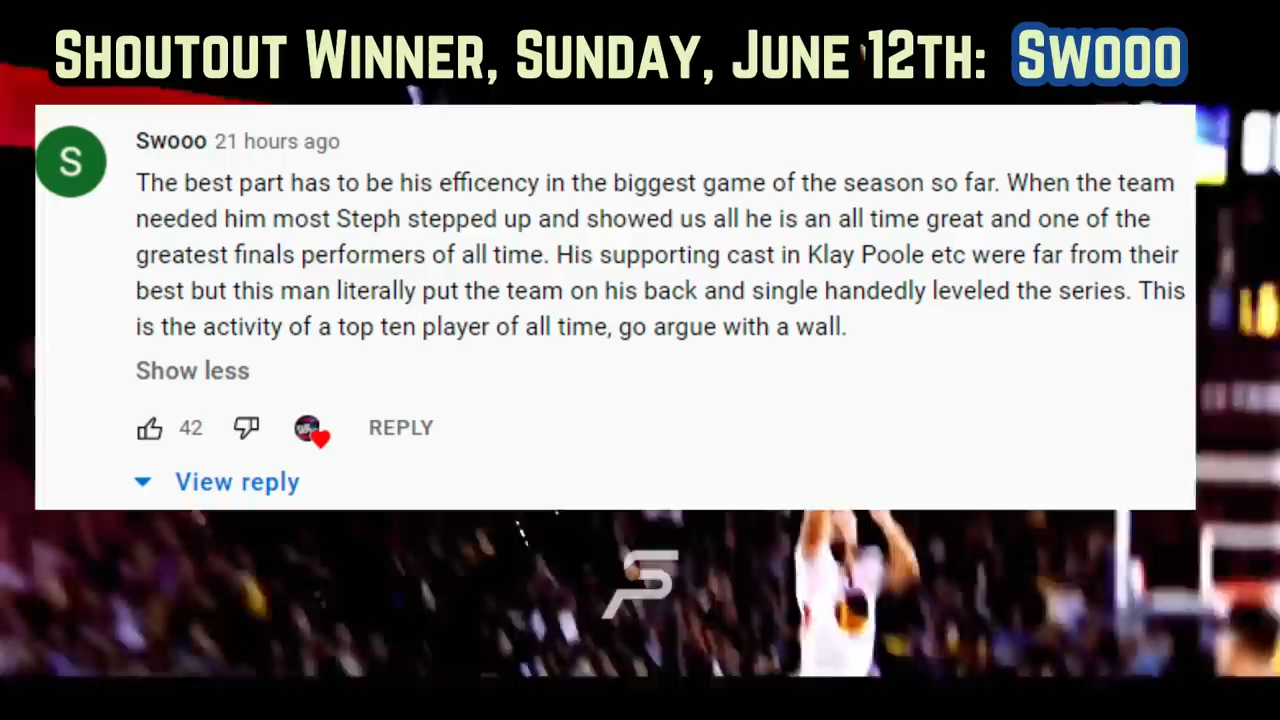 SHOUTOUT WINNER, SUNDAY, JUNE 12TH: SWOOO
S
Swooo 21 hours ago
The best part has to be his efficency in the biggest game of the season so far. When the team
needed him most Steph stepped up and showed us all he is an all time great and one of the
greatest finals performers of all time. His supporting cast in Klay Poole etc were far from their
best but this man literally put the team on his back and single handedly leveled the series. This
is the activity of a top ten player of all time, go argue with a wall.
Show less
42
REPLY
View reply